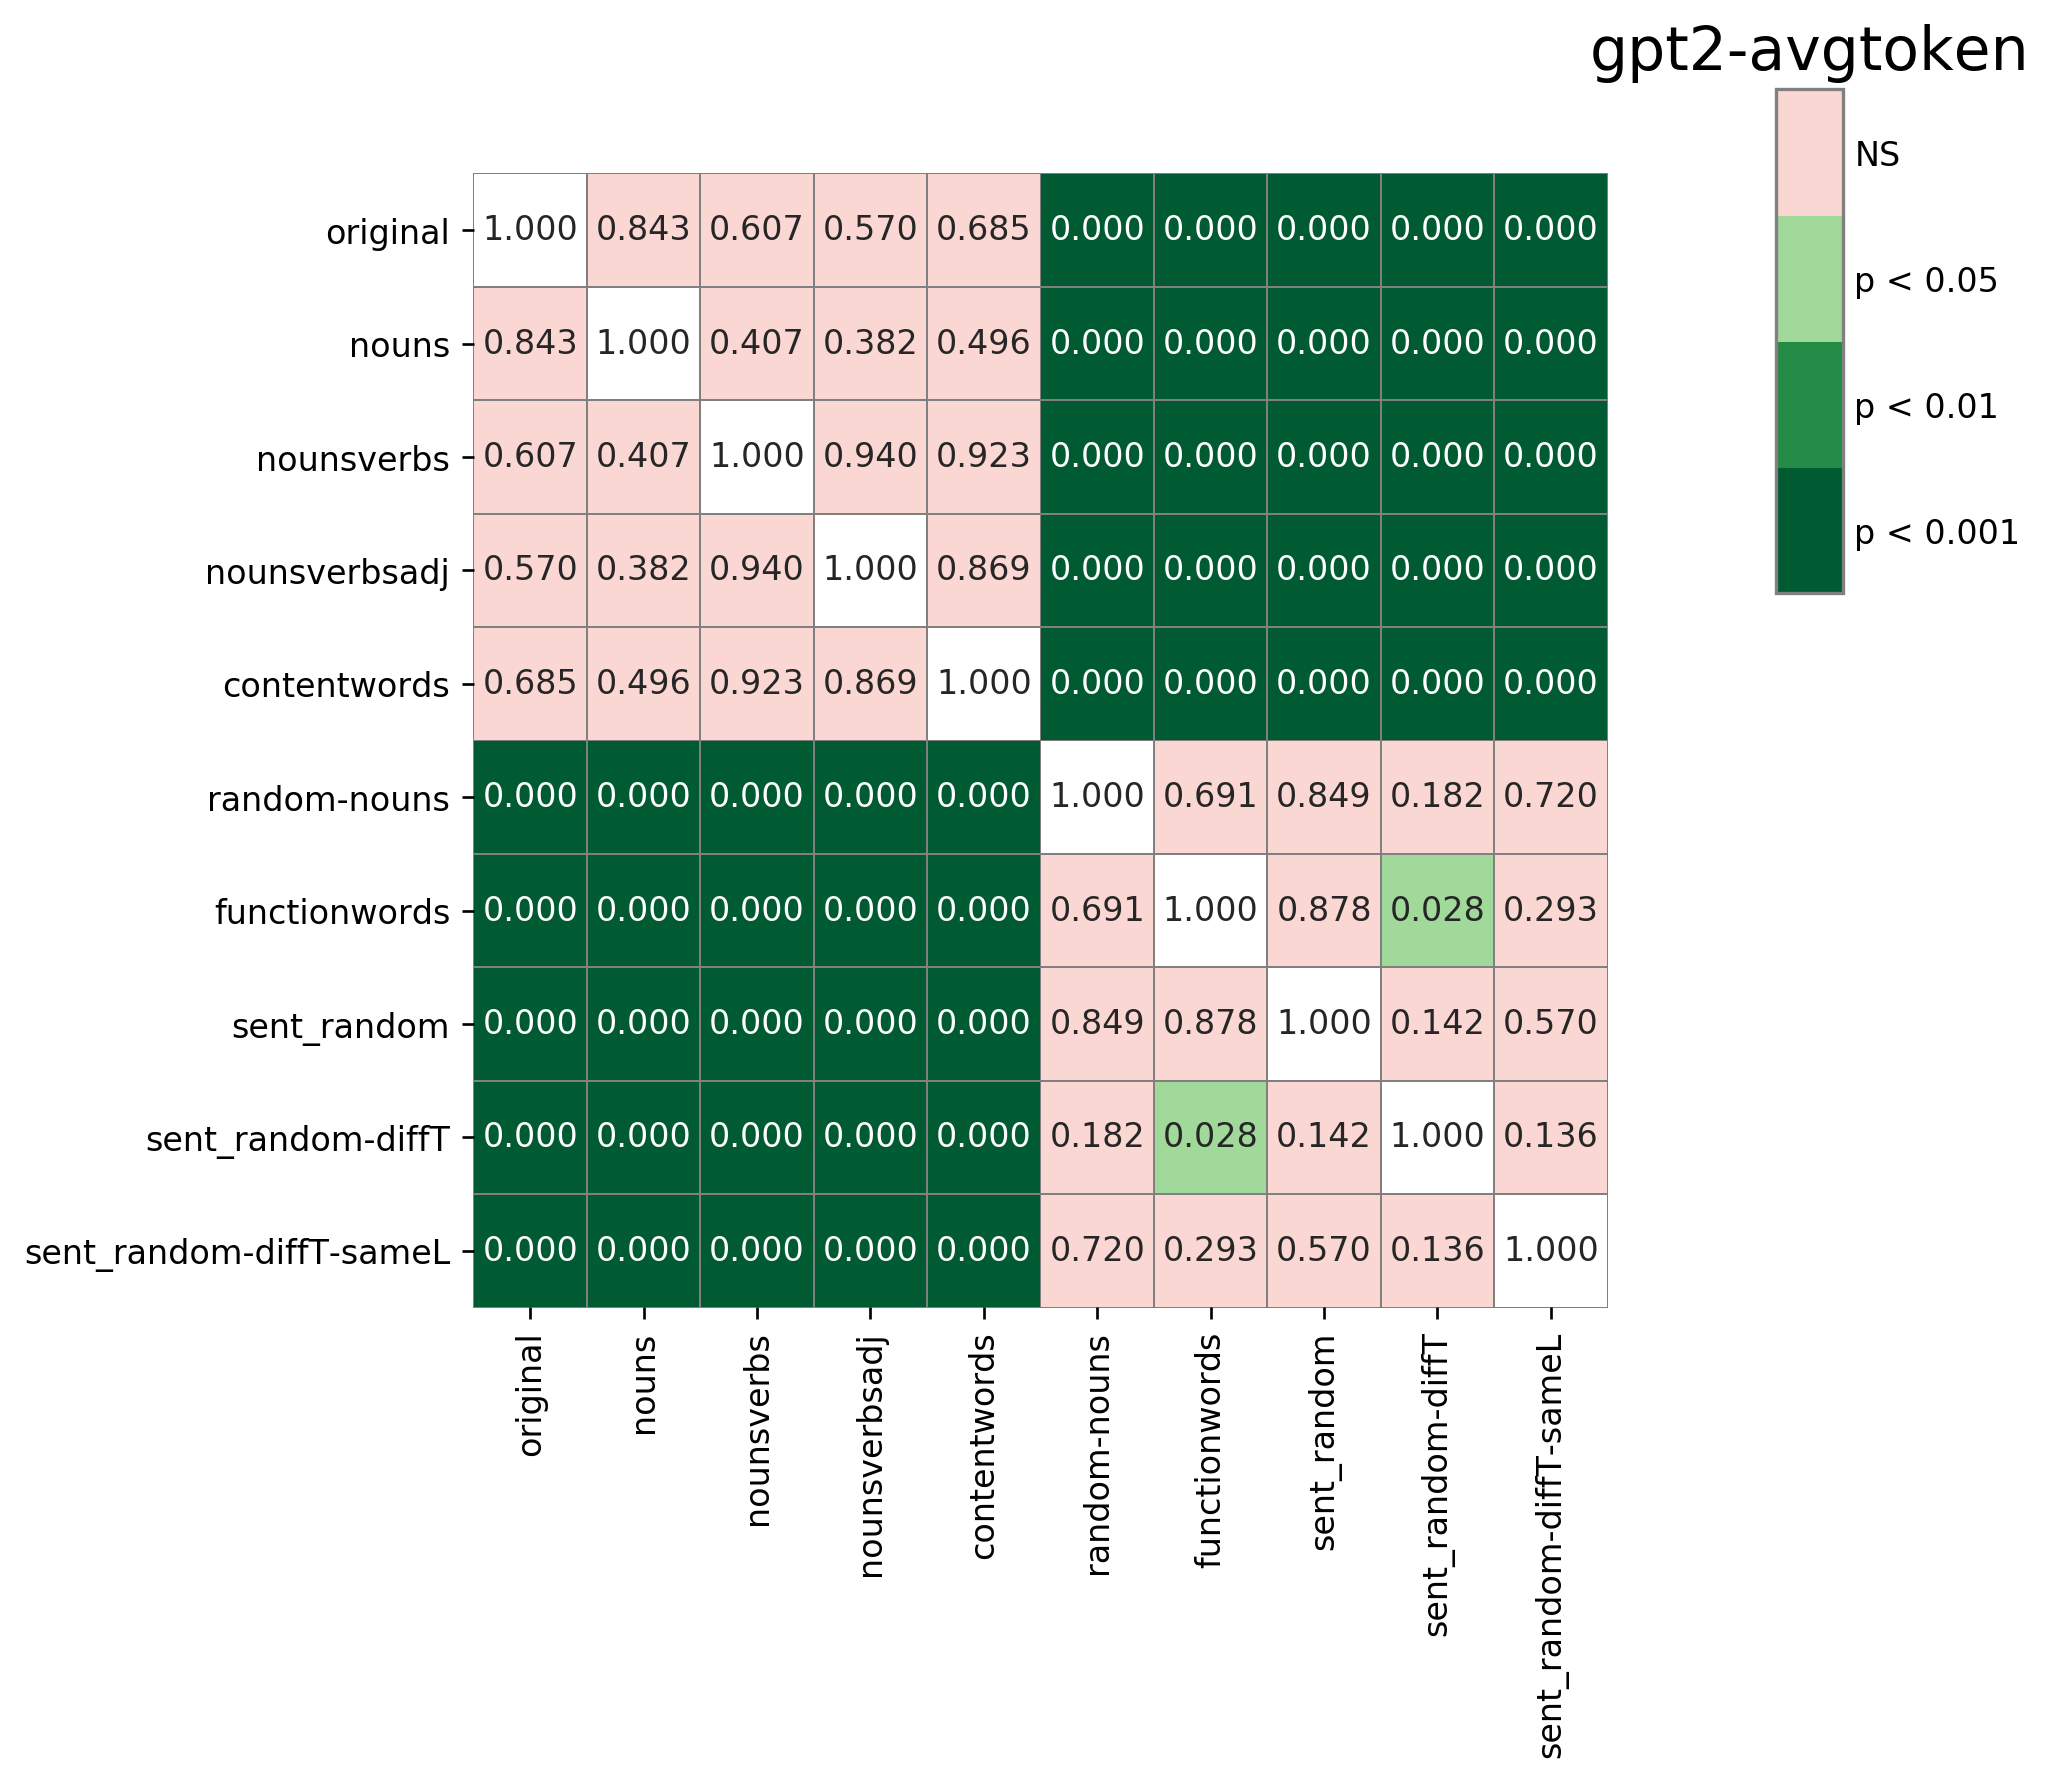 gpt2-avgtoken
NS
p < 0.05
p < 0.01
p < 0.001
original 1.000 0.843 0.607 0.570 0.685 0.000 0.000 0.000 0.000 0.000
nouns 0.843 1.000 0.407 0.382 0.496 0.000 0.000 0.000 0.000 0.000
nounsverbs 0.607 0.407 1.000 0.940 0.923 0.000 0.000 0.000 0.000 0.000
nounsverbsadj 0.570 0.382 0.940 1.000 0.869 0.000 0.000 0.000 0.000 0.000
contentwords 0.685 0.496 0.923 0.869 1.000 0.000 0.000 0.000 0.000 0.000
random-nouns 0.000 0.000 0.000 0.000 0.000 1.000 0.691 0.849 0.182 0.720
functionwords 0.000 0.000 0.000 0.000 0.000 0.691 1.000 0.878 0.028 0.293
sent_random 0.000 0.000 0.000 0.000 0.000 0.849 0.878 1.000 0.142 0.570
sent_random-diffT 0.000 0.000 0.000 0.000 0.000 0.182 0.028 0.142 1.000 0.136
sent_random-diffT-sameL 0.000 0.000 0.000 0.000 0.000 0.720 0.293 0.570 0.136 1.000
original
nouns
nounsverbs
nounsverbsadj
contentwords
random-nouns
functionwords
sent_random
sent_random-diffT
sent_random-diffT-sameL